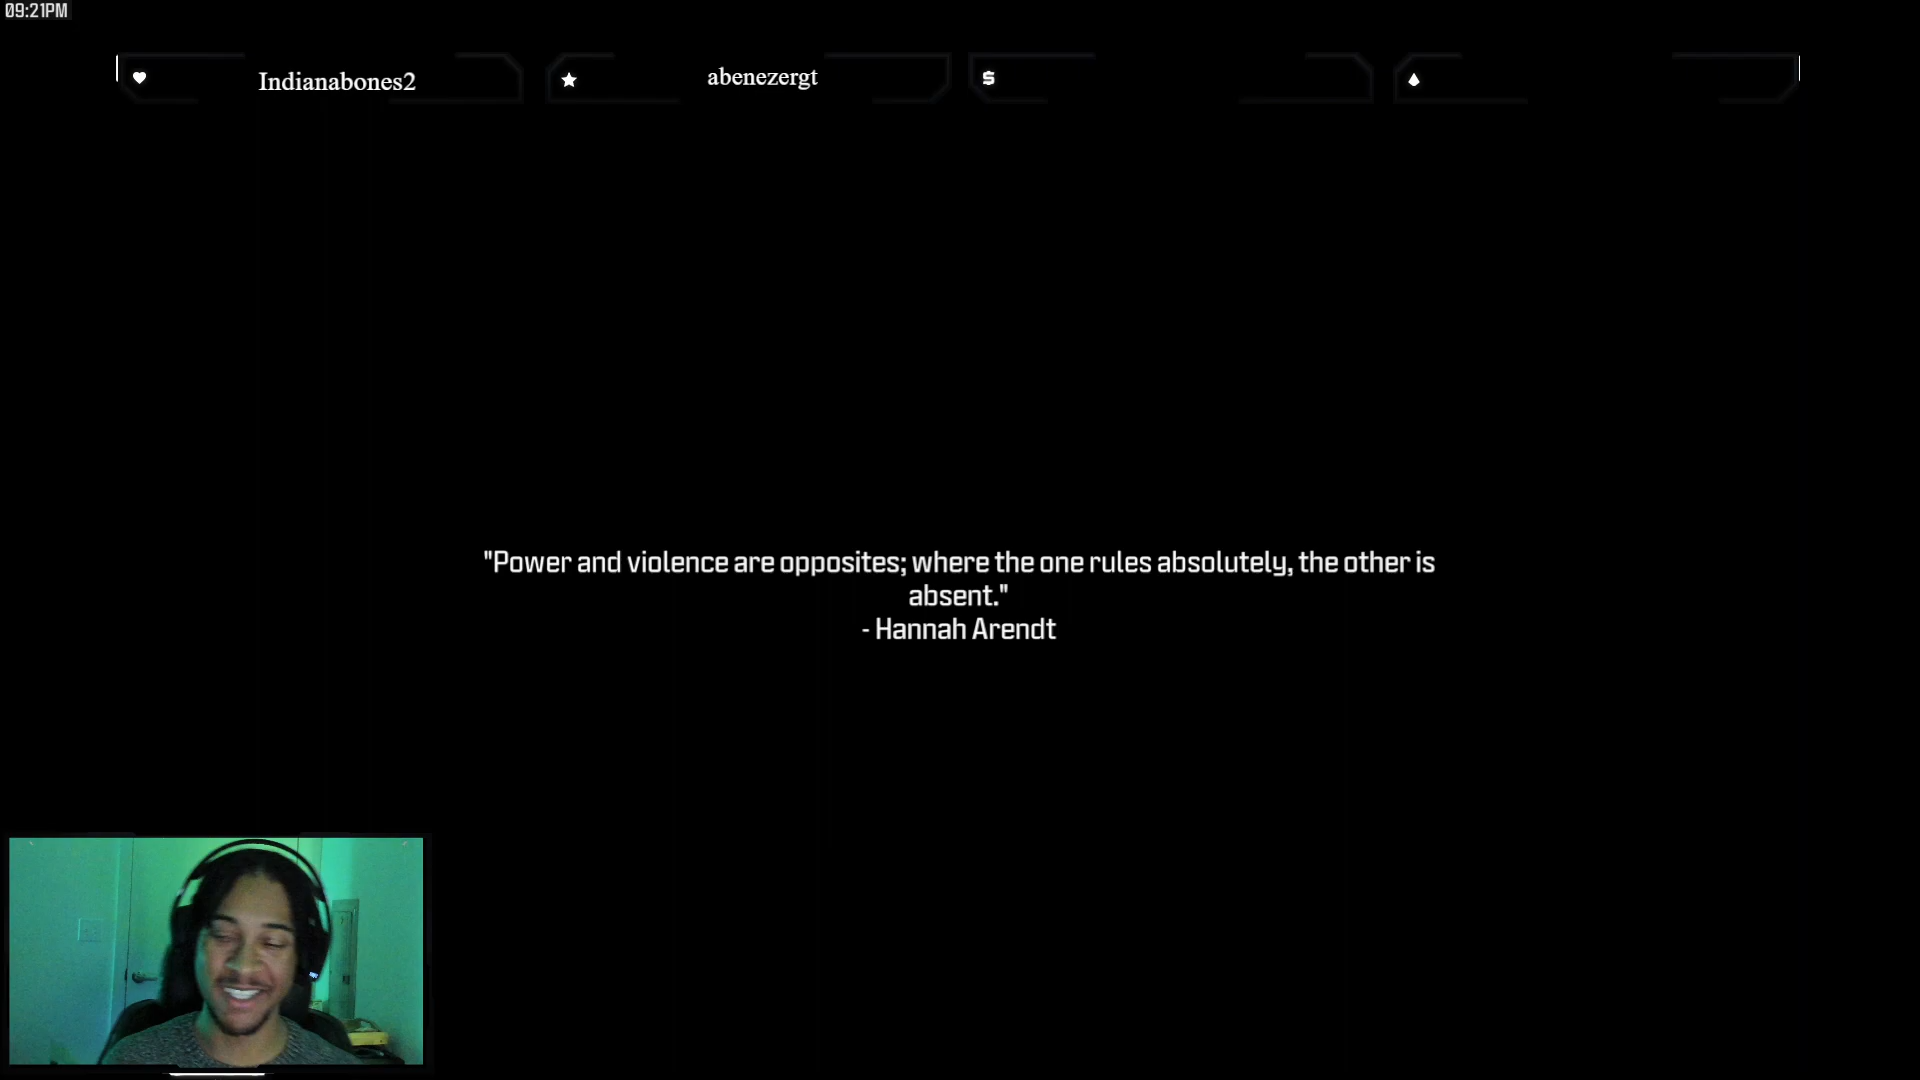 09:21PM
Indianabones2
abenezergt
$
"Power and violence are opposites; where the one rules absolutely, the other is
absent."
- Hannah Arendt